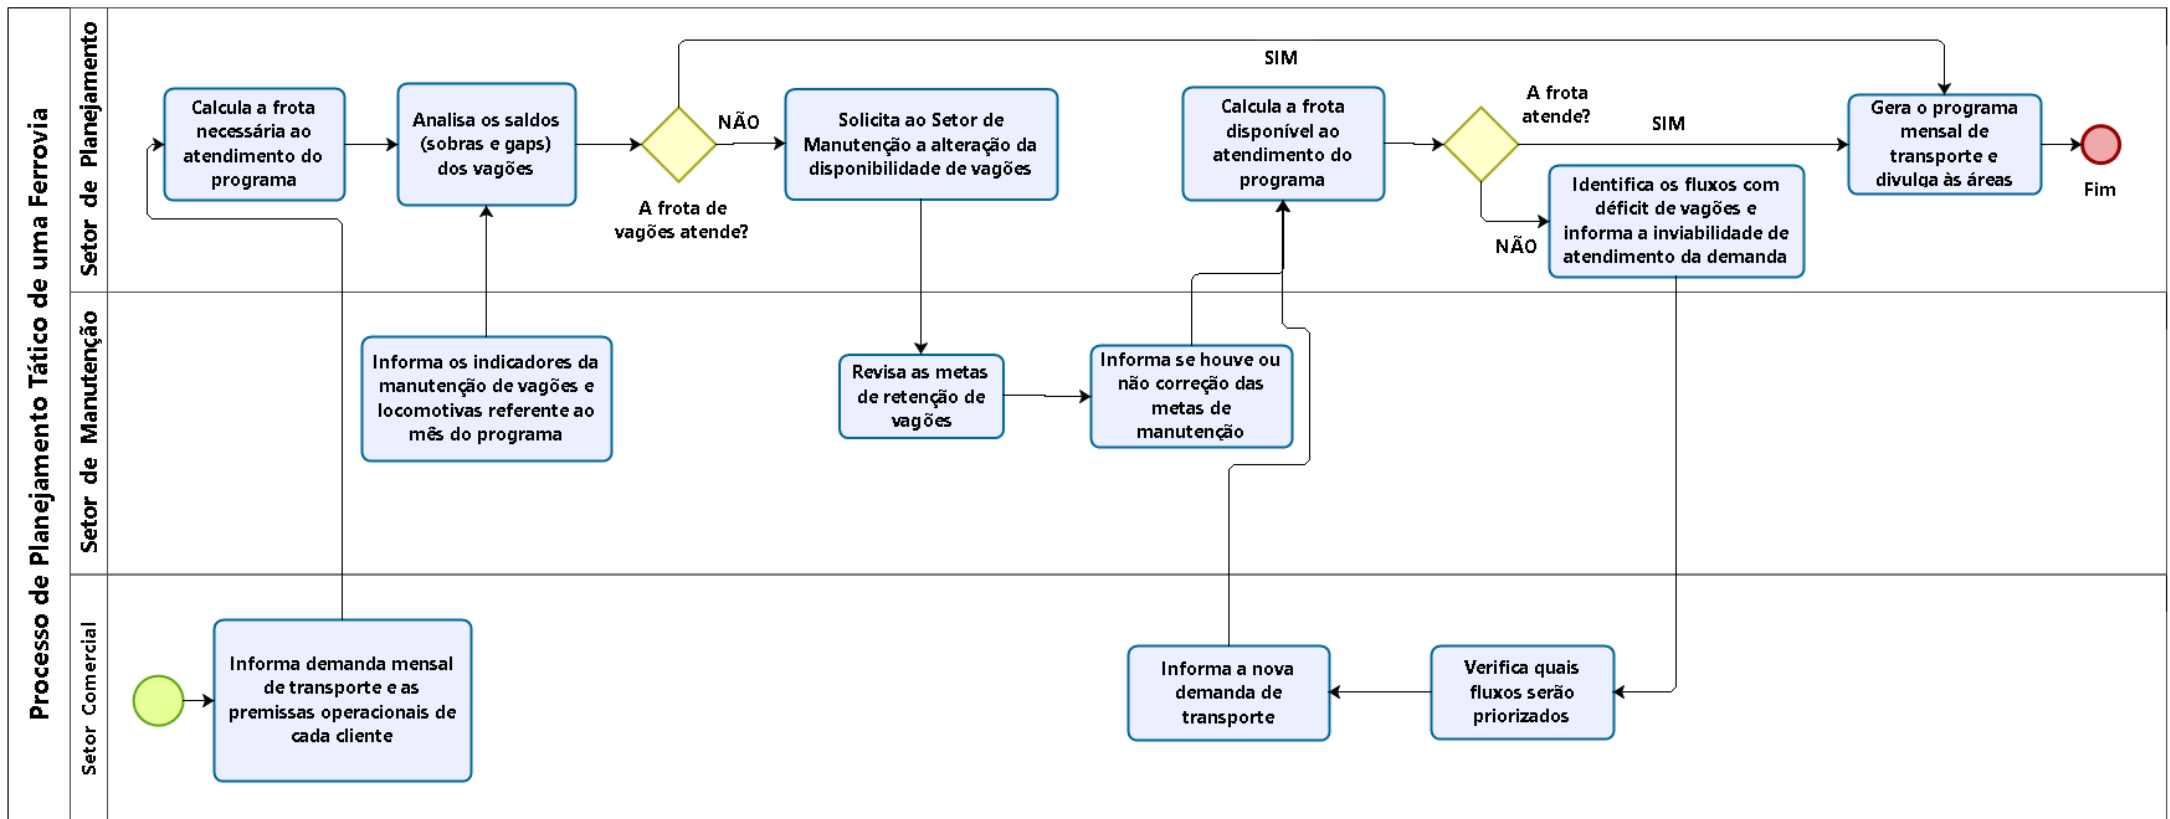 Processo de Planejamento Tático de uma Ferrovia
Setor de Planejamento
Calcula a frota
necessária ao
atendimento do
programa
Analisa os saldos
(sobras e gaps)
dos vagões
A frota de
vagões atende?
NÃO
SIM
Solicita ao Setor de
Manutenção a alteração da
disponibilidade de vagões
Calcula a frota
disponível ao
atendimento do
programa
A frota
atende?
SIM
NÃO
Identifica os fluxos com
déficit de vagões e
informa a inviabilidade de
atendimento da demanda
Gera o programa
mensal de
transporte e
divulga às áreas
Fim
Setor de Manutenção
Informa os indicadores da
manutenção de vagões e
locomotivas referente ao
mês do programa
Revisa as metas
de retenção de
vagões
Informa se houve ou
não correção das
metas de
manutenção
Setor Comercial
Informa demanda mensal
de transporte e as
premissas operacionais de
cada cliente
Informa a nova
demanda de
transporte
Verifica quais
fluxos serão
priorizados